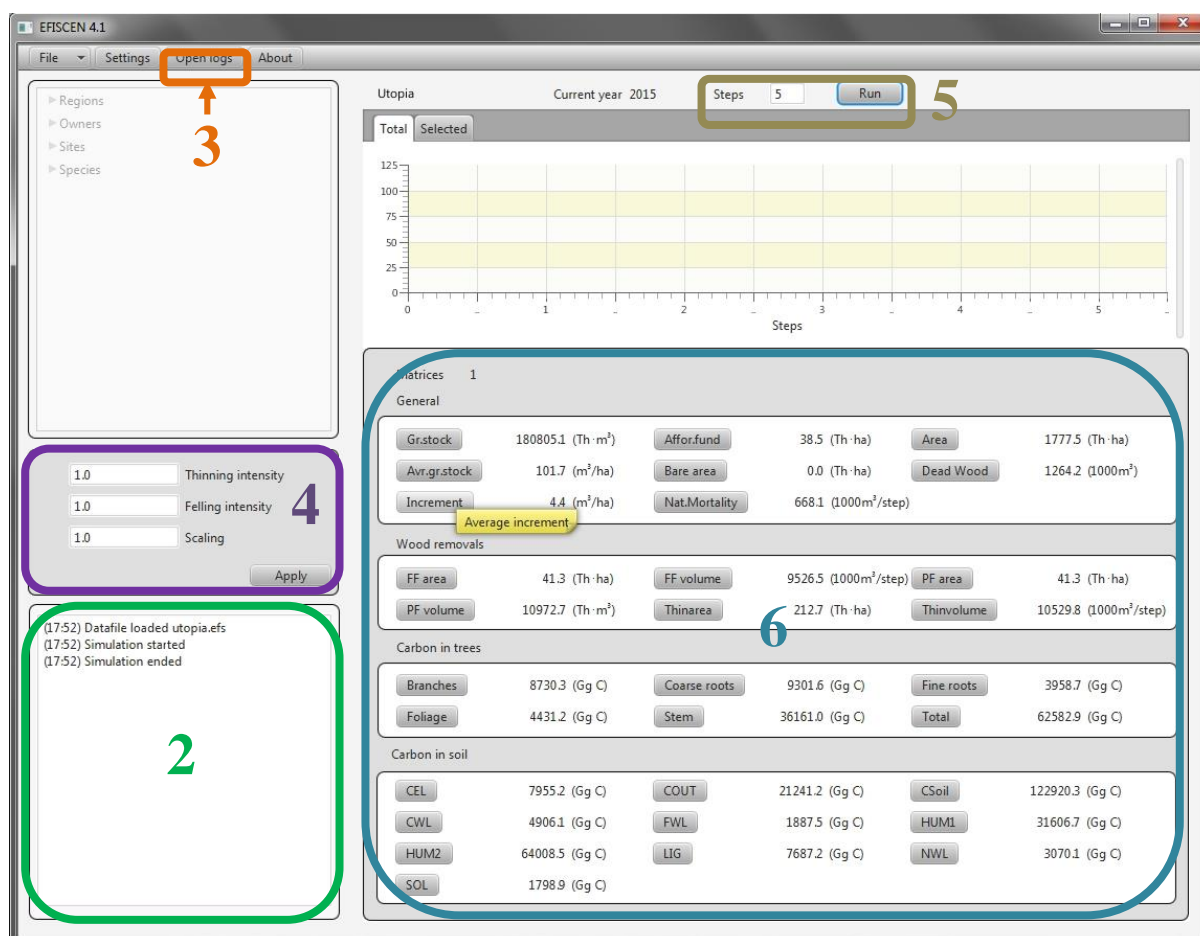 EFISCEN 4.1
File Settings Open logs About
3
Regions
Owners
Sites
Species
Utopia Current year 2015 Steps 5 Run 5
Total Selected
125
100
75
50
25
0
0 1 2 3 4 5
Steps
1.0 Thinning intensity
1.0 Felling intensity
1.0 Scaling
Apply
4
(17:52) Datafile loaded utopia.efs
(17:52) Simulation started
(17:52) Simulation ended
2
Matrices 1
General
Gr.stock 180805.1 (Th·m³) Affor.fund 38.5 (Th·ha) Area 1777.5 (Th·ha)
Avr.gr.stock 101.7 (m³/ha) Bare area 0.0 (Th·ha) Dead Wood 1264.2 (1000m³)
Increment 4.4 (m³/ha) Nat.Mortality 668.1 (1000m³/step)
Average increment
Wood removals
FF area 41.3 (Th·ha) FF volume 9526.5 (1000m³/step) PF area 41.3 (Th·ha)
PF volume 10972.7 (Th·m³) Thinarea 212.7 (Th·ha) Thinvolume 10529.8 (1000m³/step)
6
Carbon in trees
Branches 8730.3 (Gg C) Coarse roots 9301.6 (Gg C) Fine roots 3958.7 (Gg C)
Foliage 4431.2 (Gg C) Stem 36161.0 (Gg C) Total 62582.9 (Gg C)
Carbon in soil
CEL 7955.2 (Gg C) COUT 21241.2 (Gg C) CSoil 122920.3 (Gg C)
CWL 4906.1 (Gg C) FWL 1887.5 (Gg C) HUM1 31606.7 (Gg C)
HUM2 64008.5 (Gg C) LIG 7687.2 (Gg C) NWL 3070.1 (Gg C)
SOL 1798.9 (Gg C)